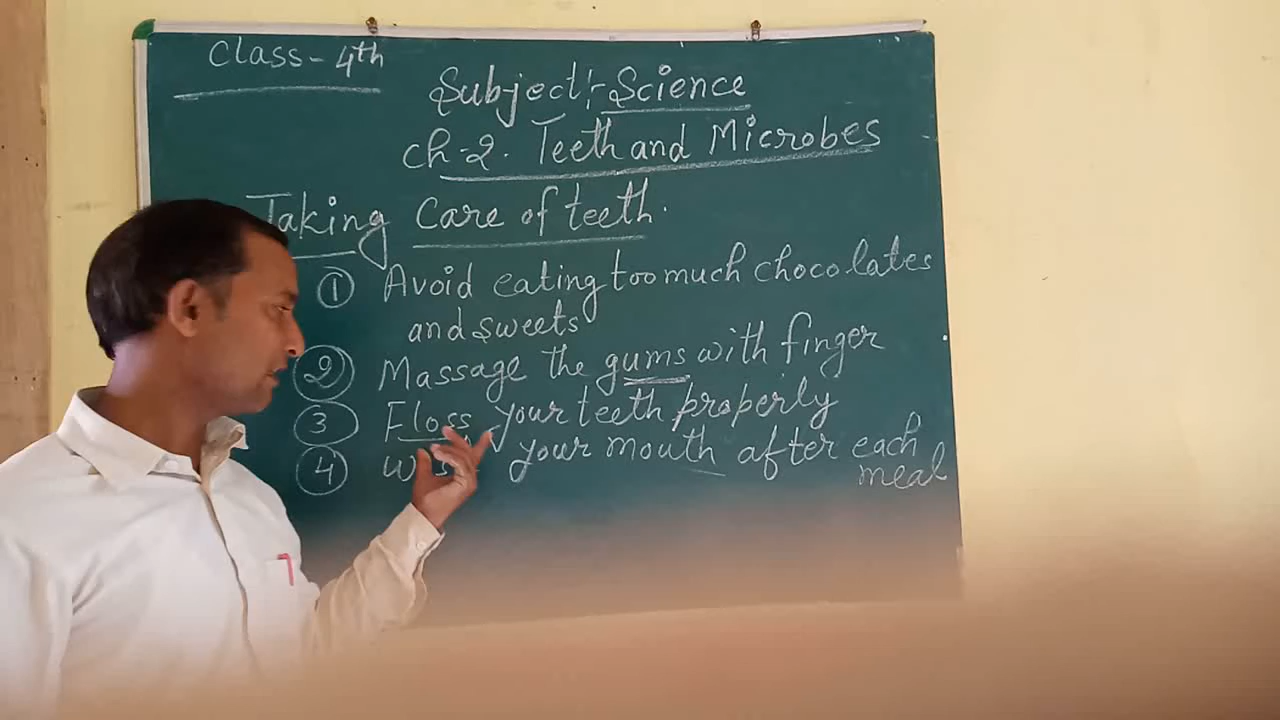 Class - 4th
Subject:- Science
Ch-2. Teeth and Microbes
Taking Care of teeth.
① Avoid eating too much chocolates
and sweets
② Massage the gums with finger
③ Floss your teeth properly
④ your mouth after each
meal